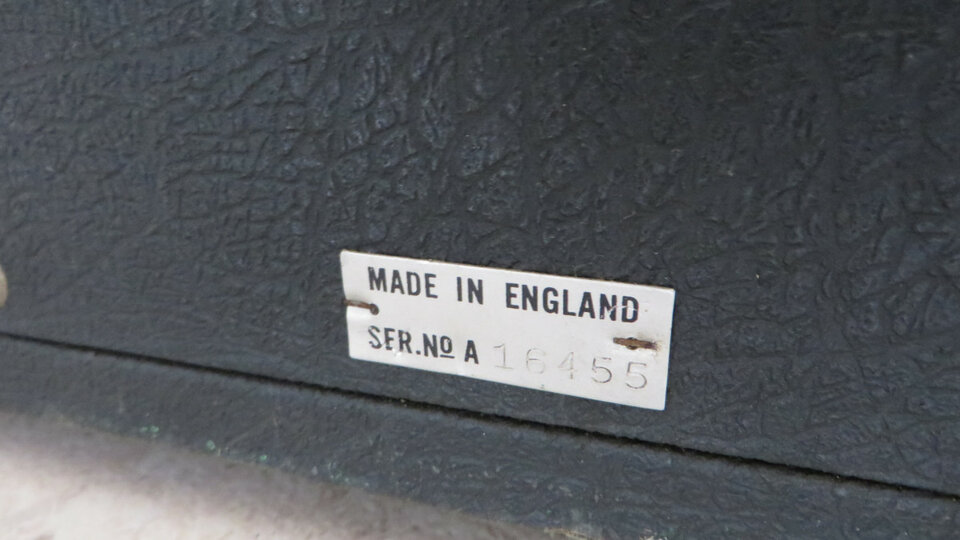 MADE IN ENGLAND
SER.Nº A 16455